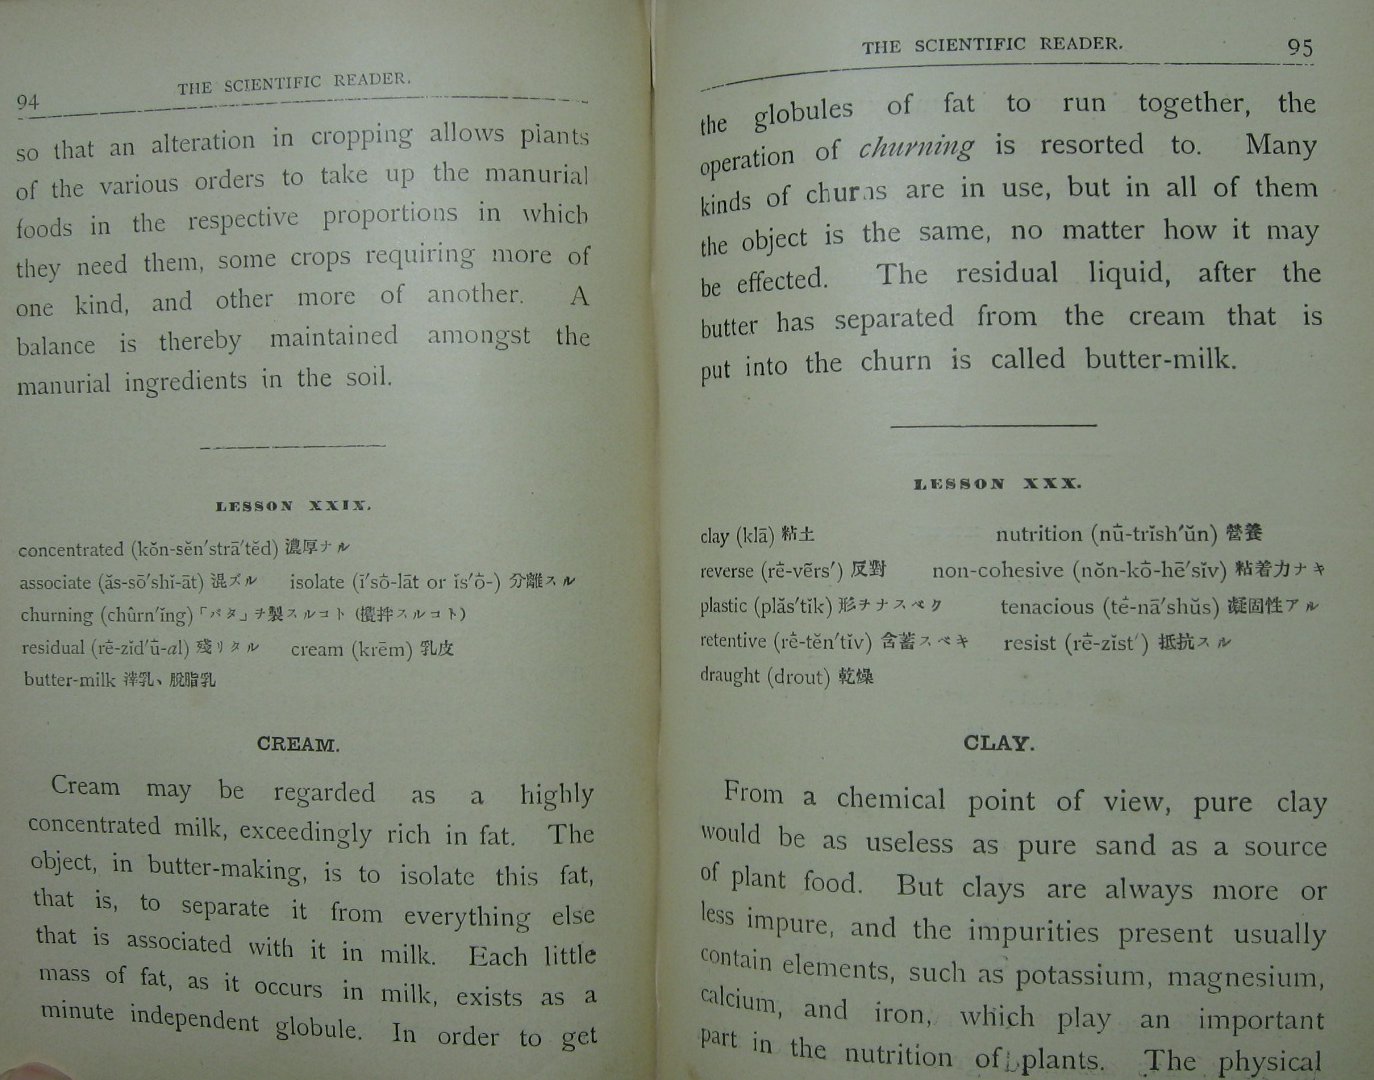 94 THE SCIENTIFIC READER.
so that an alteration in cropping allows plants
of the various orders to take up the manurial
foods in the respective proportions in which
they need them, some crops requiring more of
one kind, and other more of another. A
balance is thereby maintained amongst the
manurial ingredients in the soil.
LESSON XXIX.
concentrated (kŏn-sĕn′strā′tĕd) 濃厚ナル
associate (ăs-sō′shĭ-āt) 混ズル isolate (ī′sȯ-lāt or ĭs′ȯ-) 分離スル
churning (chûrn′ĭng)「バタ」ヲ製スルコト (攪拌スルコト)
residual (rė-zĭd′ū-al) 殘リタル cream (krēm) 乳皮
butter-milk 滓乳、脱脂乳
CREAM.
Cream may be regarded as a highly
concentrated milk, exceedingly rich in fat. The
object, in butter-making, is to isolate this fat,
that is, to separate it from everything else
that is associated with it in milk. Each little
mass of fat, as it occurs in milk, exists as a
minute independent globule. In order to get
THE SCIENTIFIC READER. 95
the globules of fat to run together, the
operation of churning is resorted to. Many
kinds of churns are in use, but in all of them
the object is the same, no matter how it may
be effected. The residual liquid, after the
butter has separated from the cream that is
put into the churn is called butter-milk.
LESSON XXX.
clay (klā) 粘土 nutrition (nū-trĭsh′ŭn) 營養
reverse (rė-vẽrs′) 反對 non-cohesive (nŏn-kȯ-hē′sĭv) 粘着力ナキ
plastic (plăs′tĭk) 形ヲナスベク tenacious (tė-nā′shŭs) 凝固性アル
retentive (rė-tĕn′tĭv) 含蓄スベキ resist (rė-zĭst′) 抵抗スル
draught (drout) 乾燥
CLAY.
From a chemical point of view, pure clay
would be as useless as pure sand as a source
of plant food. But clays are always more or
less impure, and the impurities present usually
contain elements, such as potassium, magnesium,
calcium, and iron, which play an important
part in the nutrition of plants. The physical